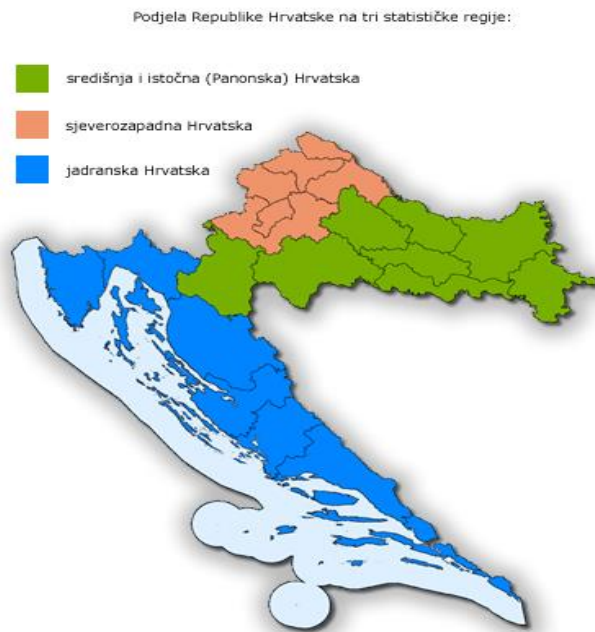 Podjela Republike Hrvatske na tri statističke regije:
središnja i istočna (Panonska) Hrvatska
sjeverozapadna Hrvatska
jadranska Hrvatska